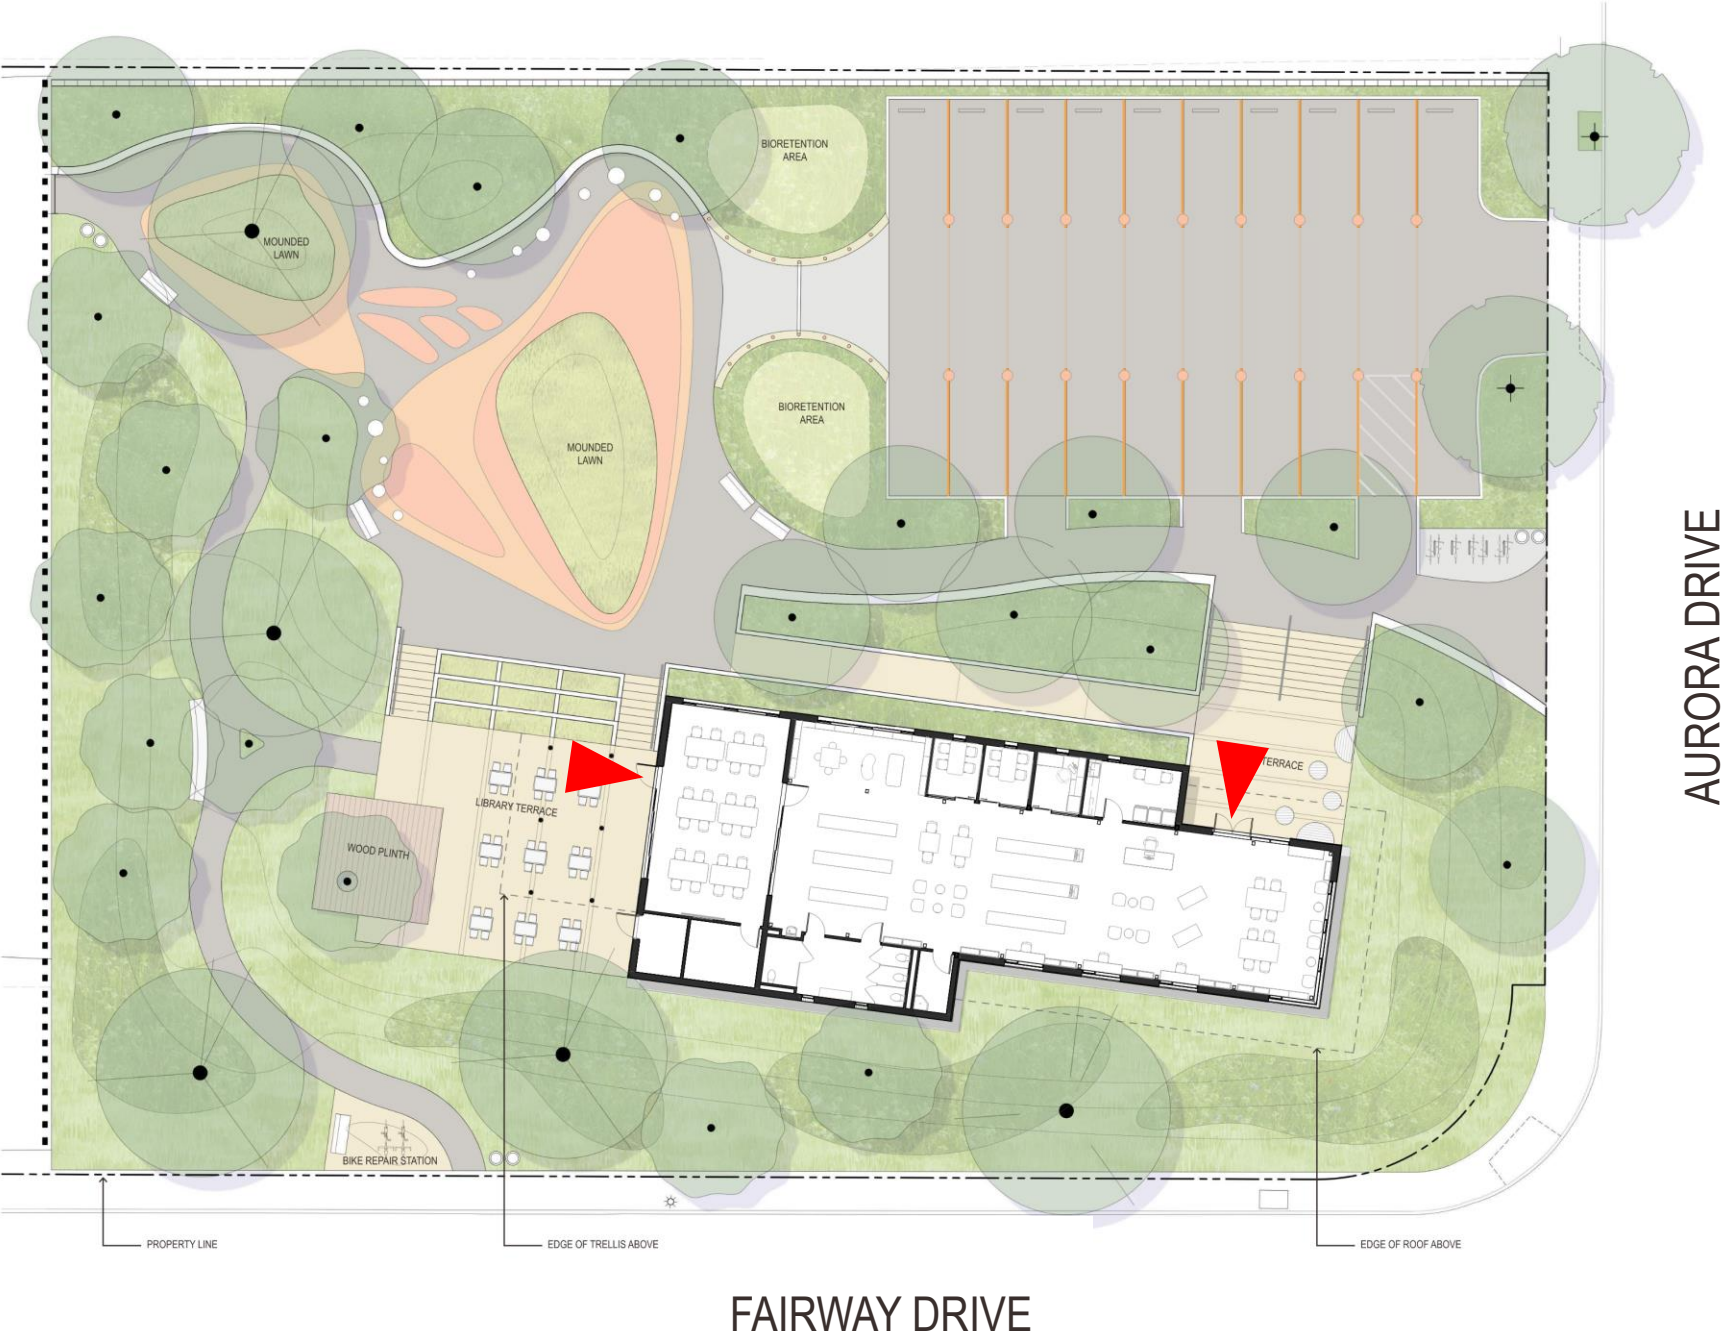 BIORETENTION
AREA
MOUNDED
LAWN
BIORETENTION
AREA
MOUNDED
LAWN
AURORA DRIVE
TERRACE
LIBRARY TERRACE
WOOD PLINTH
BIKE REPAIR STATION
PROPERTY LINE
EDGE OF TRELLIS ABOVE
EDGE OF ROOF ABOVE
FAIRWAY DRIVE